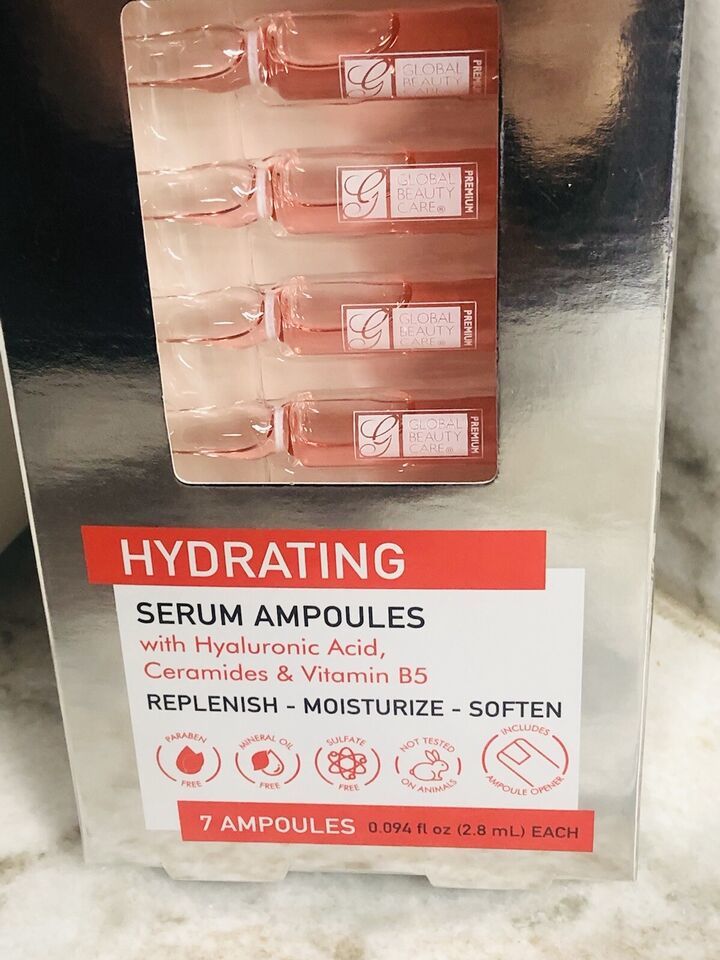 G GLOBAL
BEAUTY
CARE
PREMIUM
G GLOBAL
BEAUTY
CARE®
PREMIUM
G GLOBAL
BEAUTY
CARE®
PREMIUM
G GLOBAL
BEAUTY
CARE®
PREMIUM
HYDRATING
SERUM AMPOULES
with Hyaluronic Acid,
Ceramides & Vitamin B5
REPLENISH - MOISTURIZE - SOFTEN
PARABEN
FREE
MINERAL OIL
FREE
SULFATE
FREE
NOT TESTED
ON ANIMALS
INCLUDES
AMPOULE OPENER
7 AMPOULES 0.094 fl oz (2.8 mL) EACH